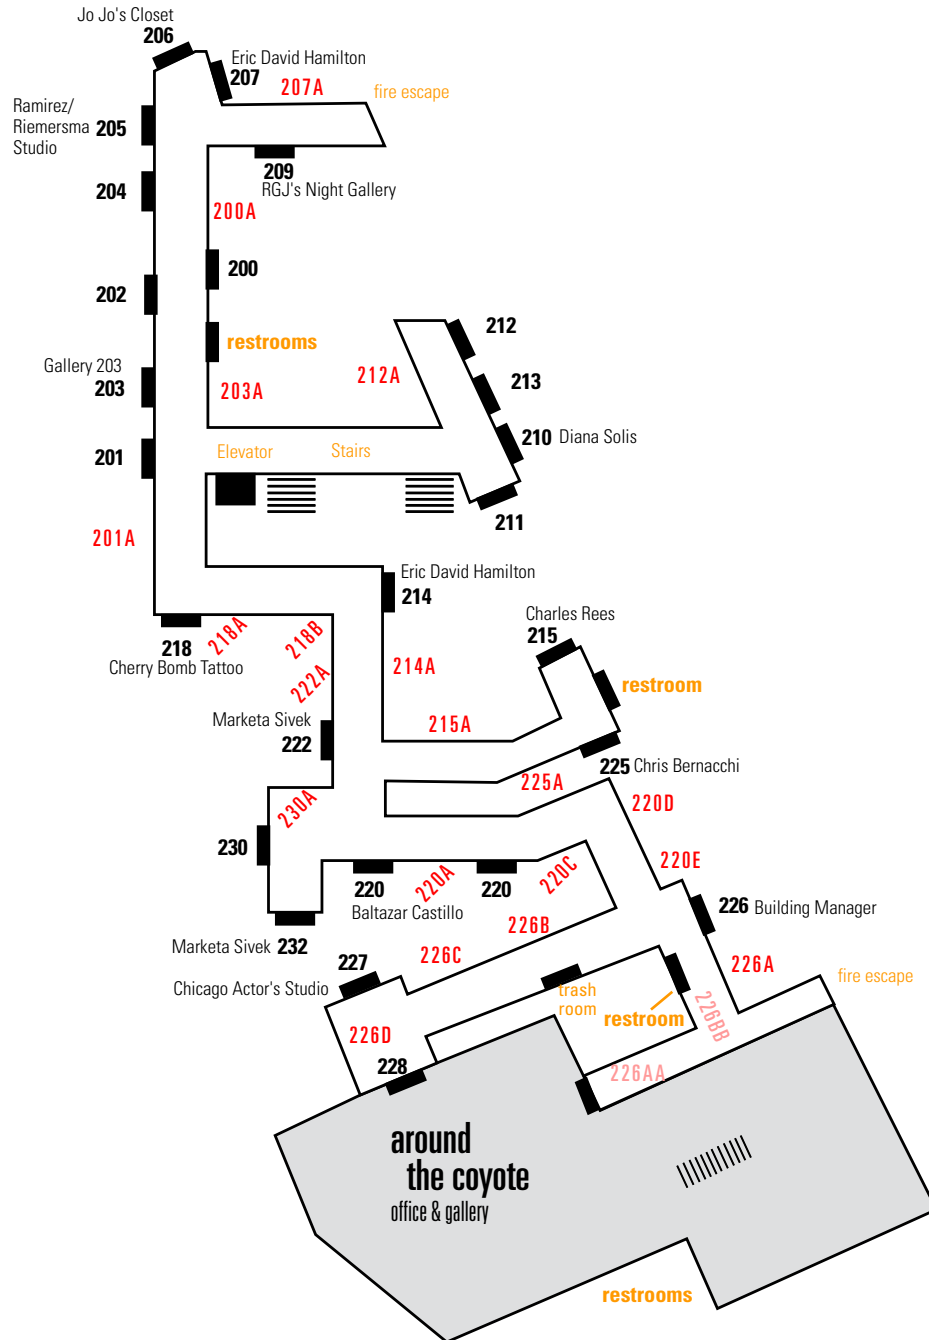 Jo Jo's Closet
206
Eric David Hamilton
207
207A
fire escape
Ramirez/
Riemersma
Studio
205
209
RGJ's Night Gallery
204
200A
200
202
restrooms
212
Gallery 203
203
203A
212A
213
210 Diana Solis
201
Elevator
Stairs
211
201A
Eric David Hamilton
214
218
Cherry Bomb Tattoo
218A
218B
222A
214A
Charles Rees
215
restroom
Marketa Sivek
222
215A
225 Chris Bernacchi
225A
230A
220D
230
220
220A
220
220C
220E
Baltazar Castillo
226 Building Manager
226B
Marketa Sivek 232
226C
227
Chicago Actor's Studio
226A
fire escape
trash
room
restroom
226BB
226D
228
226AA
around
the coyote
office & gallery
restrooms